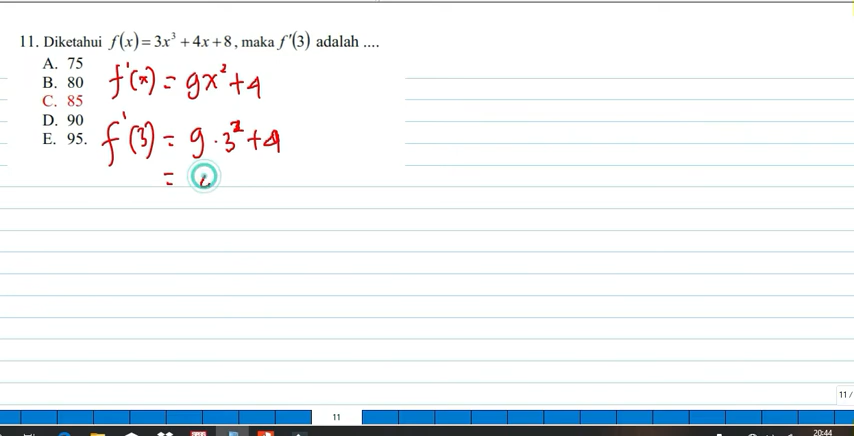 11. Diketahui f(x) = 3x³ + 4x + 8, maka f'(3) adalah ....
A. 75
B. 80
C. 85
D. 90
E. 95.
f'(x) = 9x² + 4
f'(3) = 9 · 3² + 4
=
11 /
11
20:44